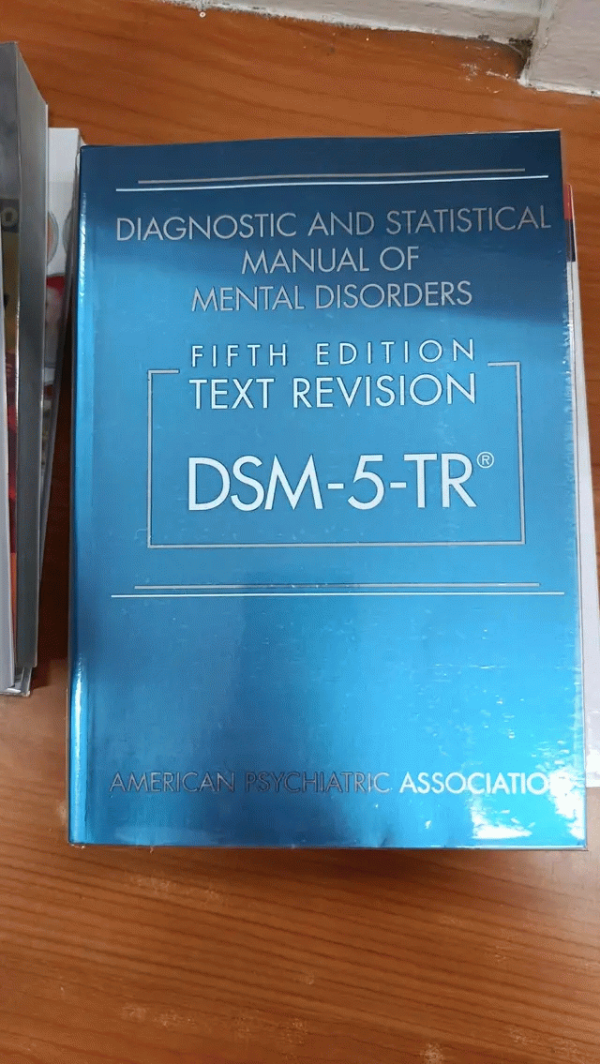 DIAGNOSTIC AND STATISTICAL
MANUAL OF
MENTAL DISORDERS
FIFTH EDITION
TEXT REVISION
DSM-5-TR®
AMERICAN PSYCHIATRIC ASSOCIATION